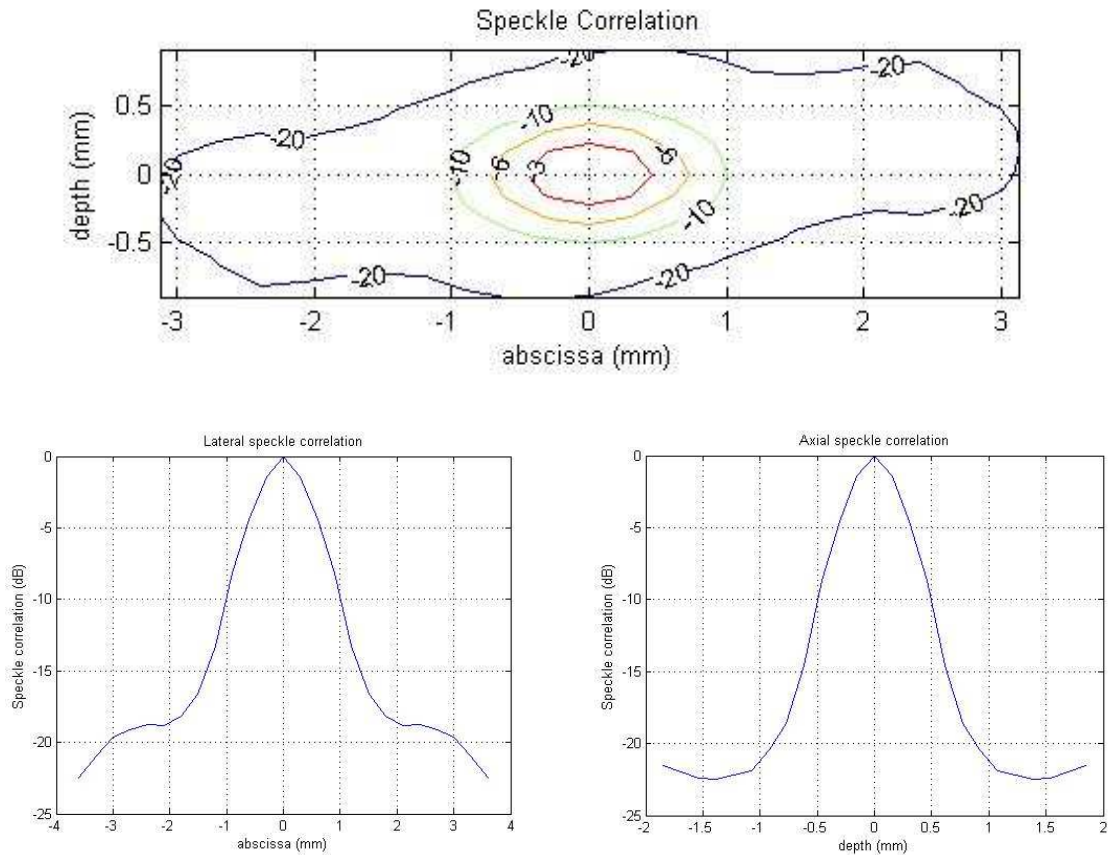 Speckle Correlation
depth (mm)
0.5
0
-0.5
-20
-20
-20
-20
-10
-10
-6
-3
-6
-10
-20
-20
-20
-3 -2 -1 0 1 2 3
abscissa (mm)
Lateral speckle correlation
Speckle correlation (dB)
0
-5
-10
-15
-20
-25
-4 -3 -2 -1 0 1 2 3 4
abscissa (mm)
Axial speckle correlation
Speckle correlation (dB)
0
-5
-10
-15
-20
-25
-2 -1.5 -1 -0.5 0 0.5 1 1.5 2
depth (mm)